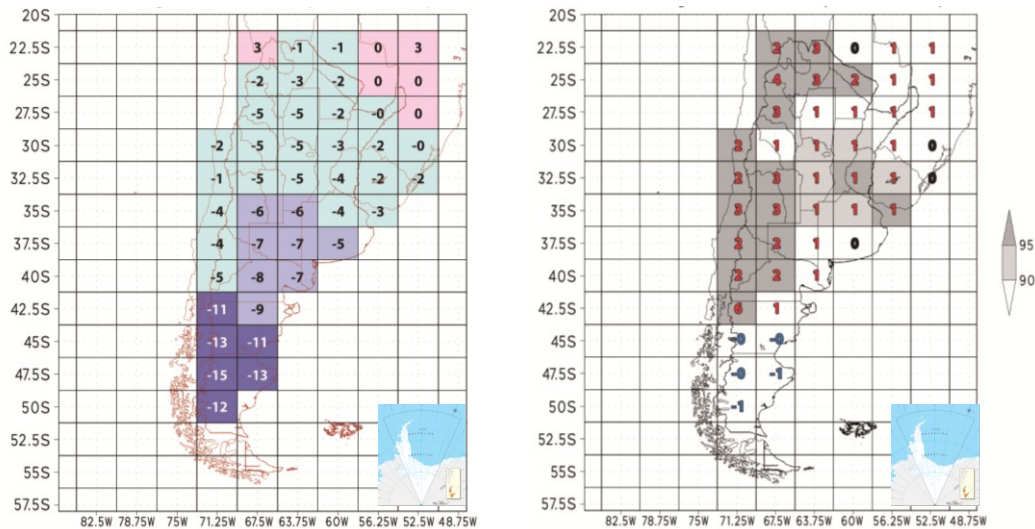 20S 20S
22.5S 3 -1 -1 0 3 22.5S 2 3 0 1 1
25S -2 -3 -2 0 0 25S 4 3 2 1 1
27.5S -5 -5 -2 -0 0 27.5S 3 1 1 1 1
30S -2 -5 -5 -3 -2 -0 30S 2 1 1 1 1 0
32.5S -1 -5 -5 -4 -2 -2 32.5S 2 3 1 1 1 0
35S -4 -6 -6 -4 -3 35S 3 3 1 1 1
37.5S -4 -7 -7 -5 37.5S 2 2 1 0 95
40S -5 -8 -7 40S 2 2 1 90
42.5S -11 -9 42.5S 6 1
45S -13 -11 45S -0 -0
47.5S -15 -13 47.5S -0 -1
50S -12 50S -1
52.5S 52.5S
55S 55S
57.5S 57.5S
82.5W 78.75W 75W 71.25W 67.5W 63.75W 60W 56.25W 52.5W 48.75W 82.5W 78.75W 75W 71.25W 67.5W 63.75W 60W 56.25W 52.5W 48.75W